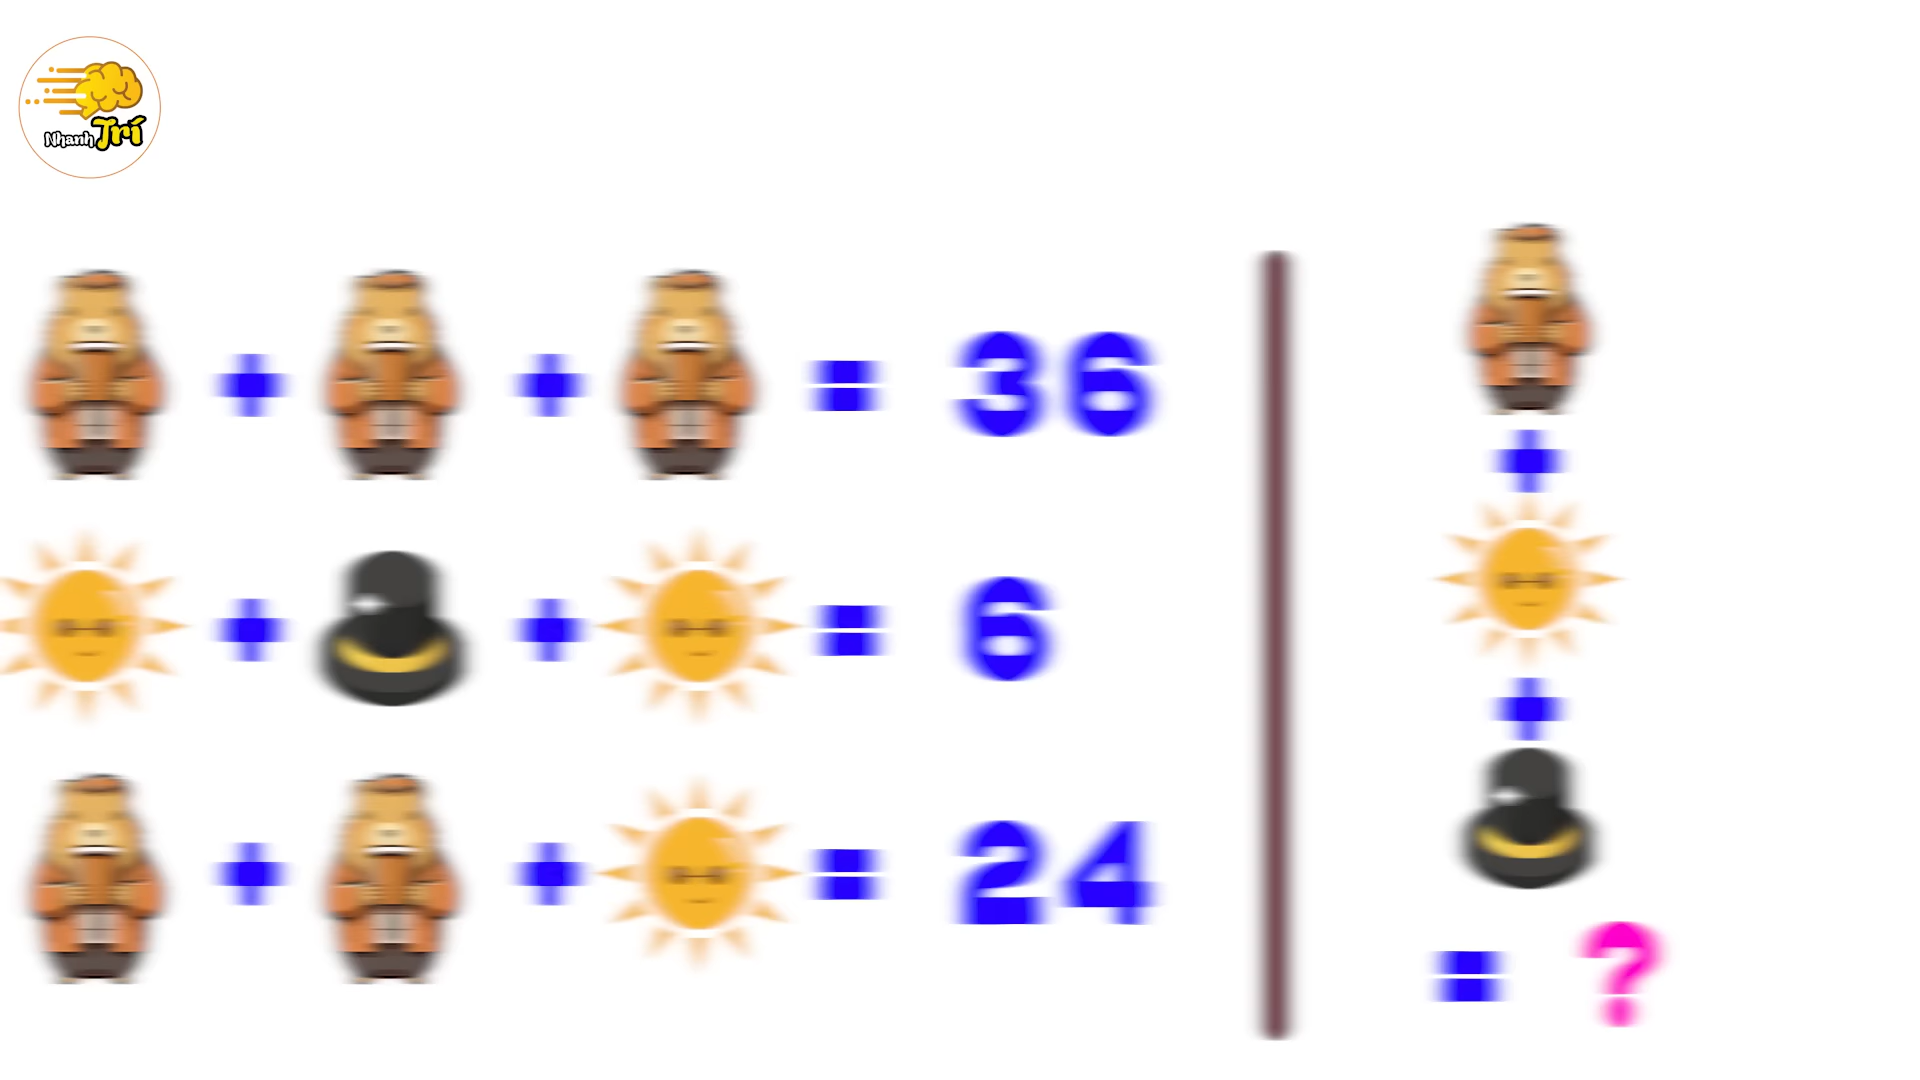 Nhanh Trí
+ + = 36
+ + = 6
+ + = 24
+
+
= ?